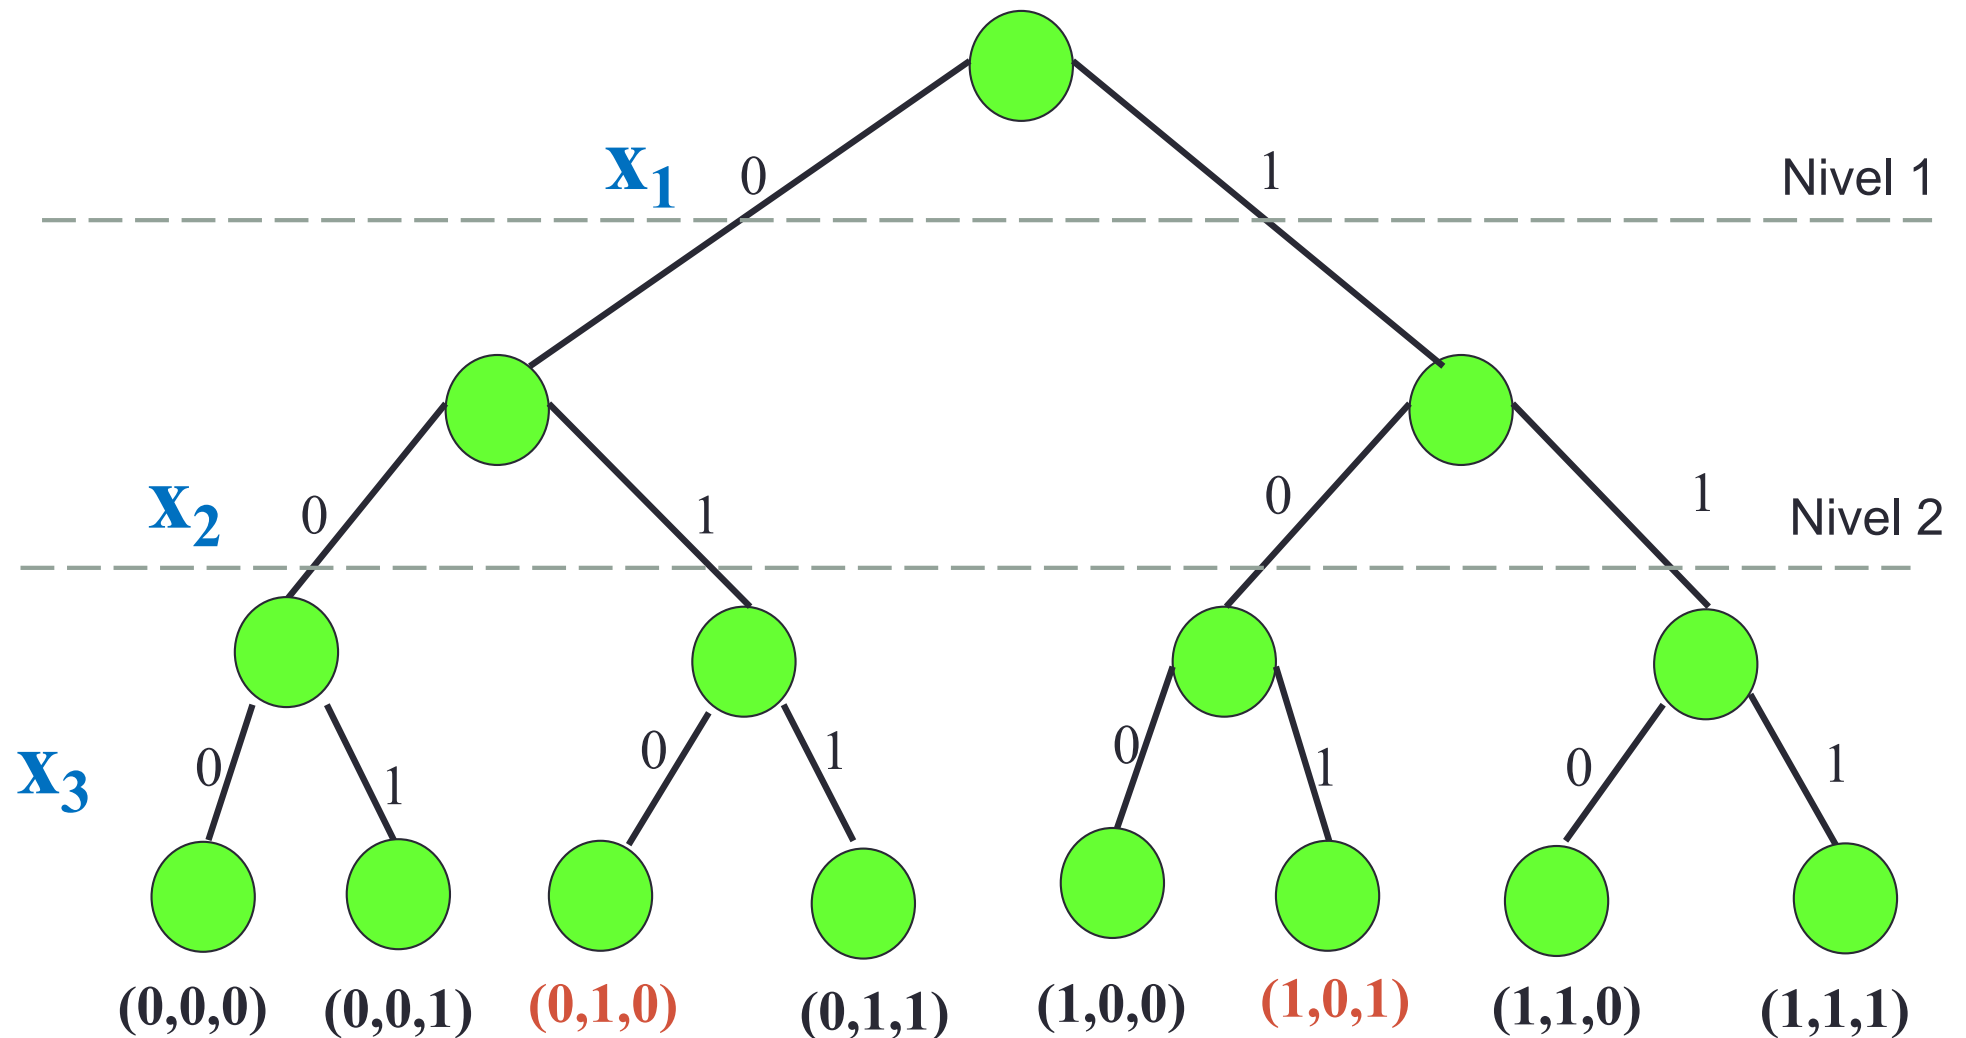 x₁ 0 1 Nivel 1
x₂ 0 1 0 1 Nivel 2
x₃ 0 1 0 1 0 1 0 1
(0,0,0) (0,0,1) (0,1,0) (0,1,1) (1,0,0) (1,0,1) (1,1,0) (1,1,1)